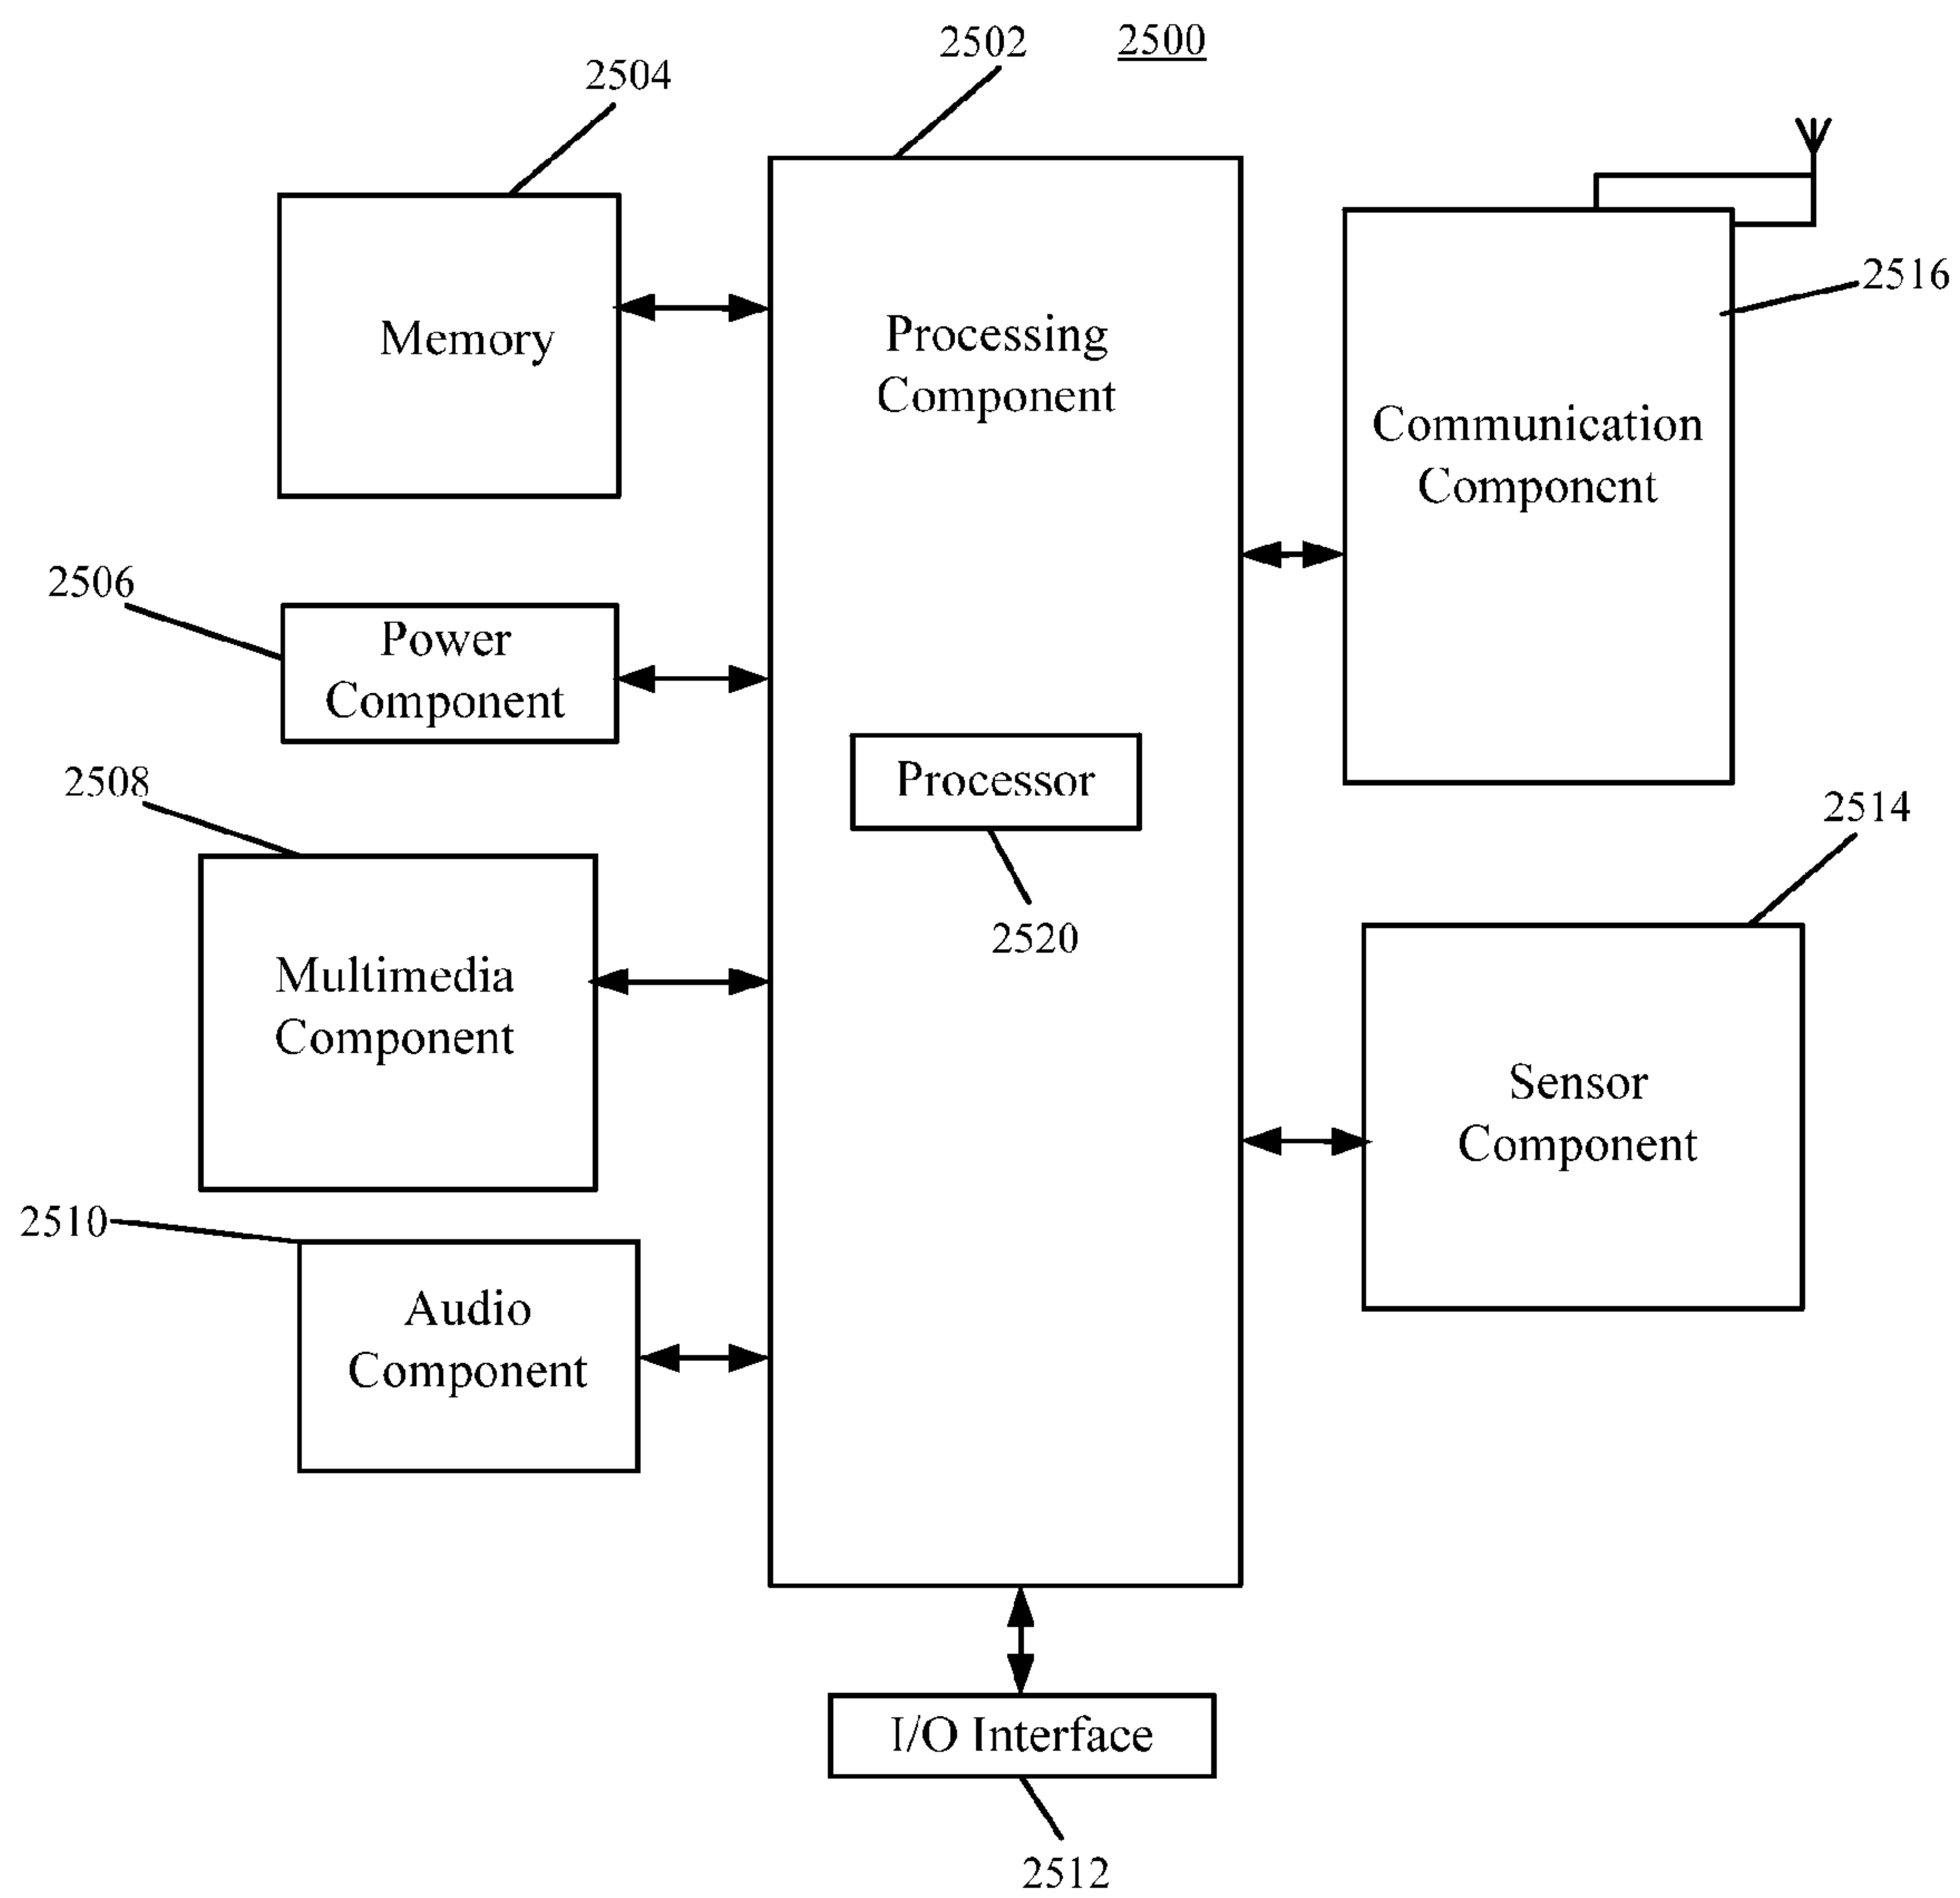 2502
2500
2504
2516
Memory
Processing
Component
Communication
Component
2506
Power
Component
2508
Processor
2514
2520
Multimedia
Component
Sensor
Component
2510
Audio
Component
I/O Interface
2512